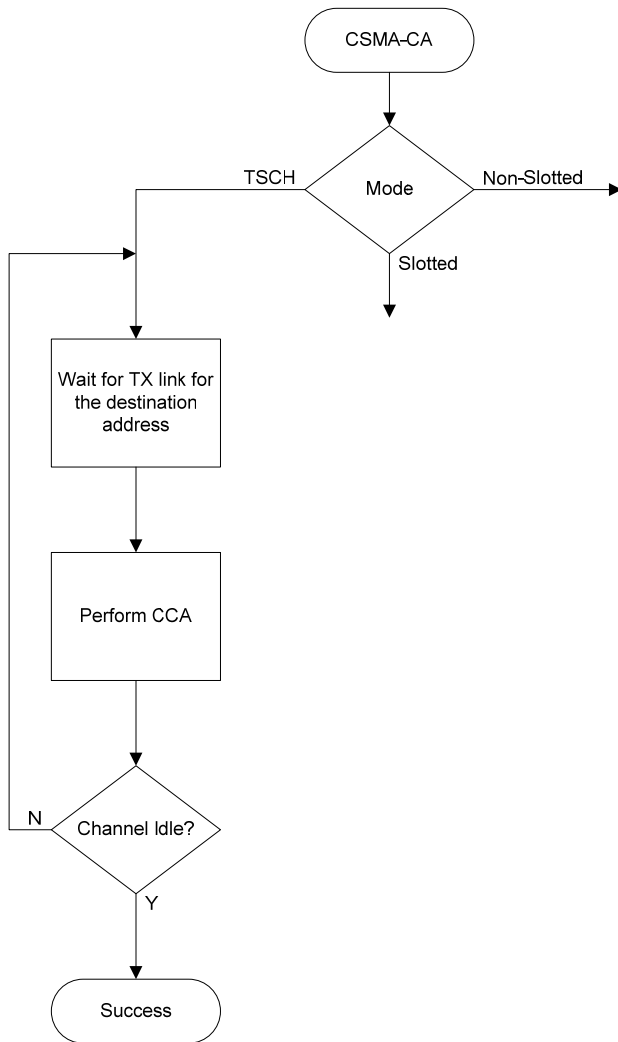 CSMA-CA
TSCH
Mode
Non-Slotted
Slotted
Wait for TX link for
the destination
address
Perform CCA
N
Channel Idle?
Y
Success